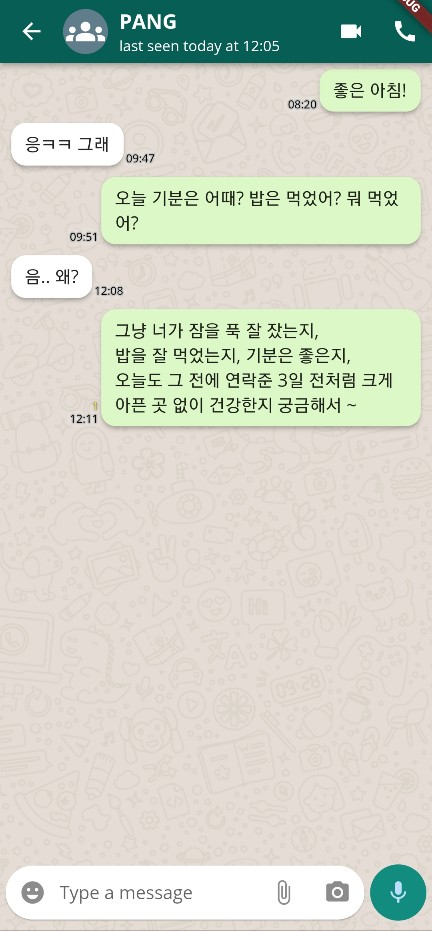 UG
PANG
last seen today at 12:05
좋은 아침!
08:20
응ㅋㅋ 그래
09:47
오늘 기분은 어때? 밥은 먹었어? 뭐 먹었
어?
09:51
음.. 왜?
12:08
그냥 너가 잠을 푹 잘 잤는지,
밥을 잘 먹었는지, 기분은 좋은지,
오늘도 그 전에 연락준 3일 전처럼 크게
아픈 곳 없이 건강한지 궁금해서 ~
1
12:11
Type a message